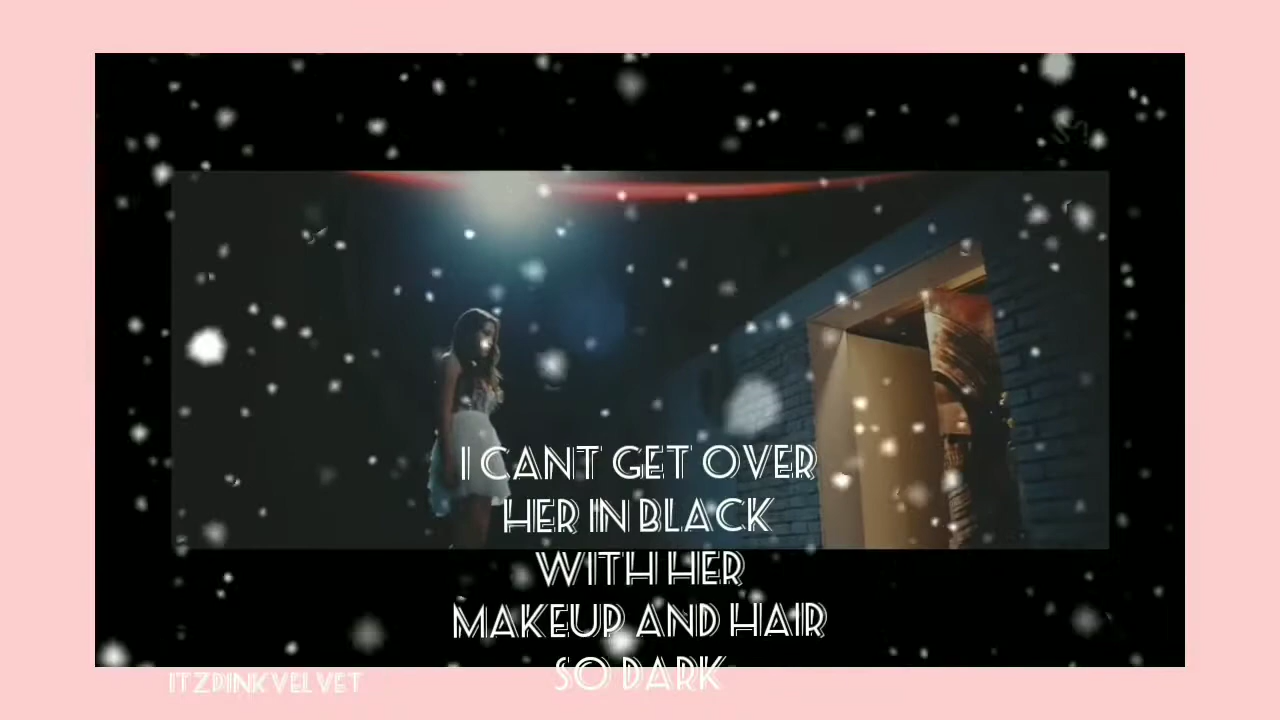 I CANT GET OVER
HER IN BLACK
WITH HER
MAKEUP AND HAIR
SO DARK
ITZPINKVELVET